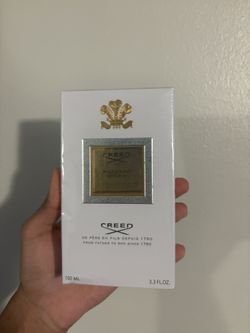 CREED
CREED
DE PÈRE EN FILS DEPUIS 1760
FROM FATHER TO SON SINCE 1760
100 ML
3.3 FL.OZ.